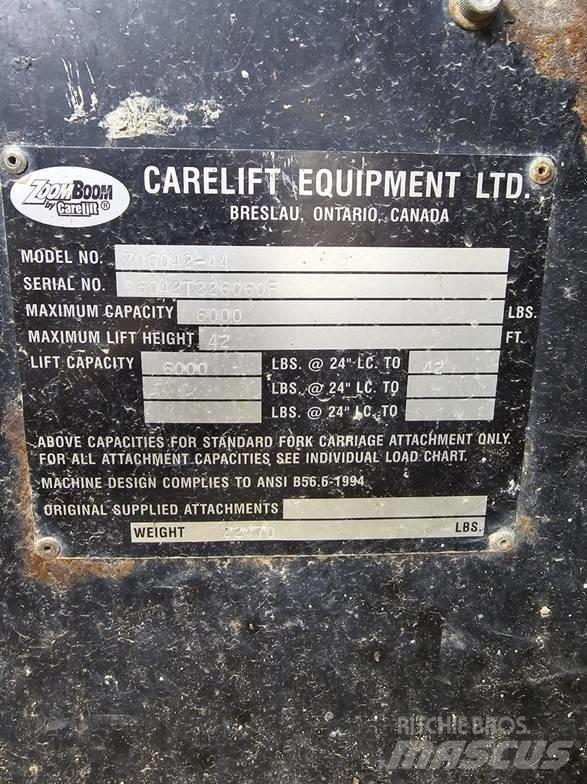 ZOOMBOOM
by Carelift ®
CARELIFT EQUIPMENT LTD.
BRESLAU, ONTARIO, CANADA
MODEL NO.
SERIAL NO.
MAXIMUM CAPACITY 6000 LBS.
MAXIMUM LIFT HEIGHT 42 FT.
LIFT CAPACITY 6000 LBS. @ 24" LC. TO 42
LBS. @ 24" LC. TO
LBS. @ 24" LC. TO
ABOVE CAPACITIES FOR STANDARD FORK CARRIAGE ATTACHMENT ONLY.
FOR ALL ATTACHMENT CAPACITIES SEE INDIVIDUAL LOAD CHART.
MACHINE DESIGN COMPLIES TO ANSI B56.6-1994
ORIGINAL SUPPLIED ATTACHMENTS
WEIGHT LBS.
RITCHIE BROS.
MASCUS